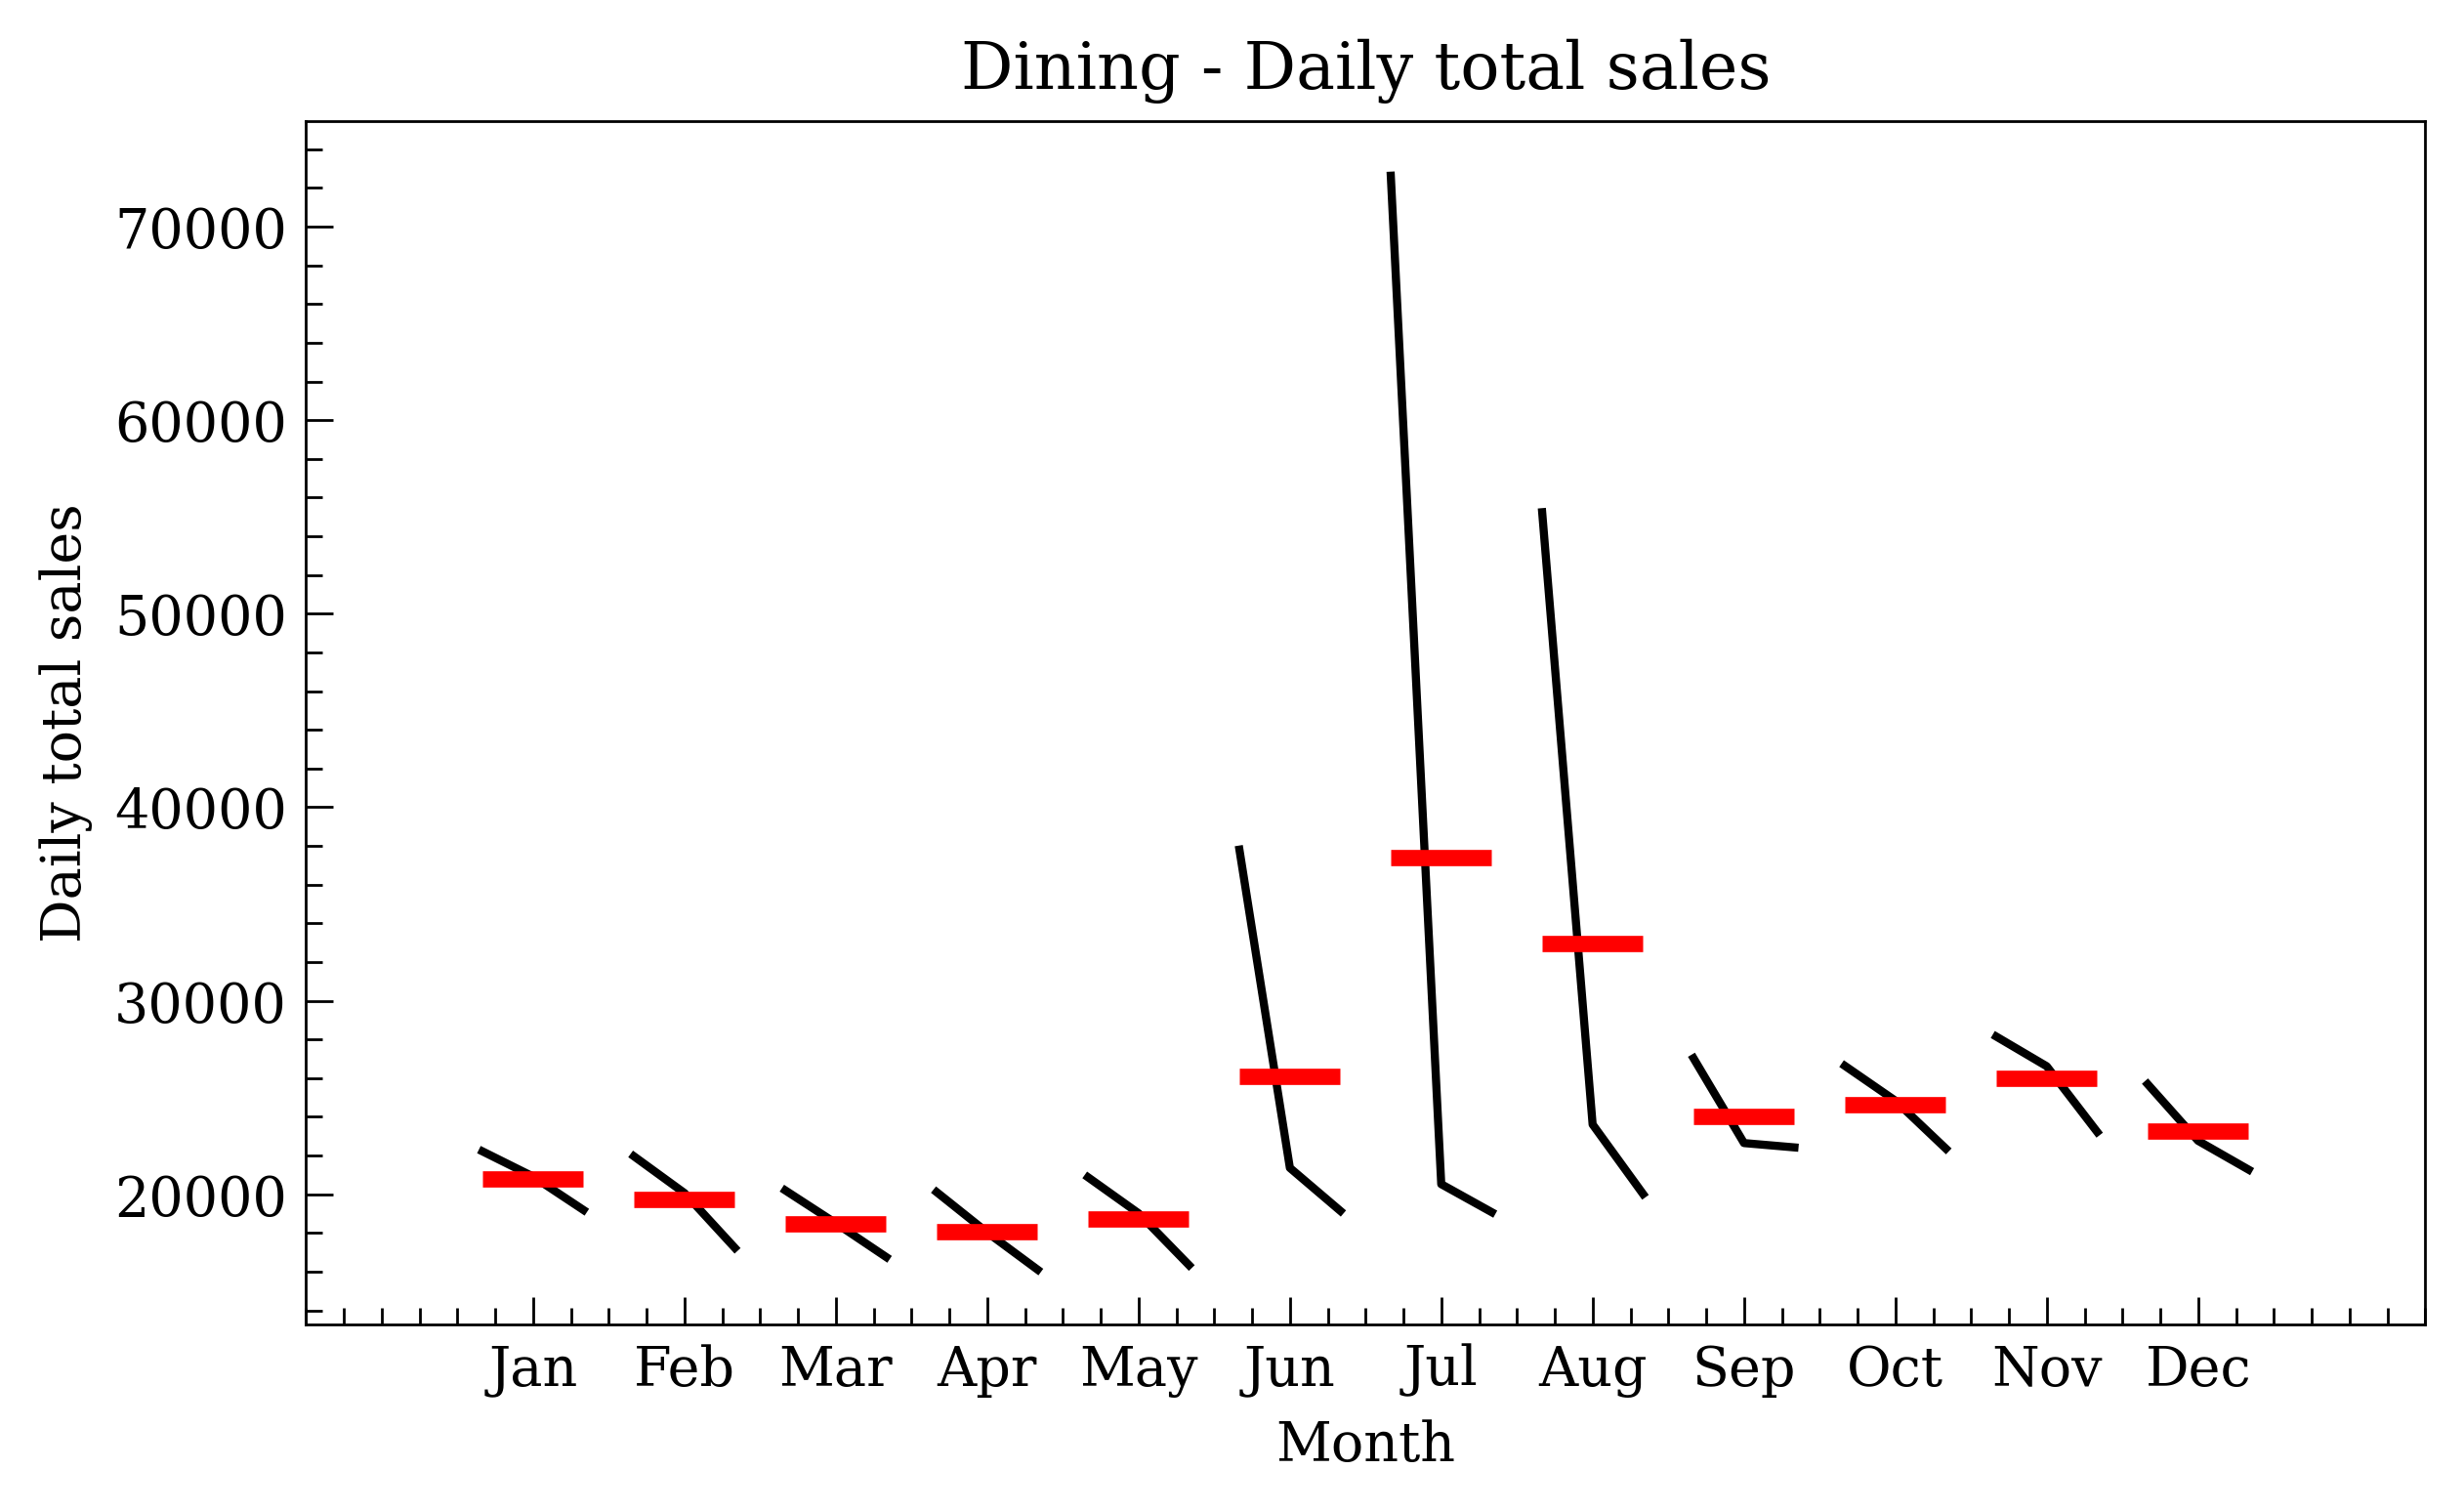 Dining - Daily total sales
Daily total sales
70000
60000
50000
40000
30000
20000
Jan Feb Mar Apr May Jun Jul Aug Sep Oct Nov Dec
Month